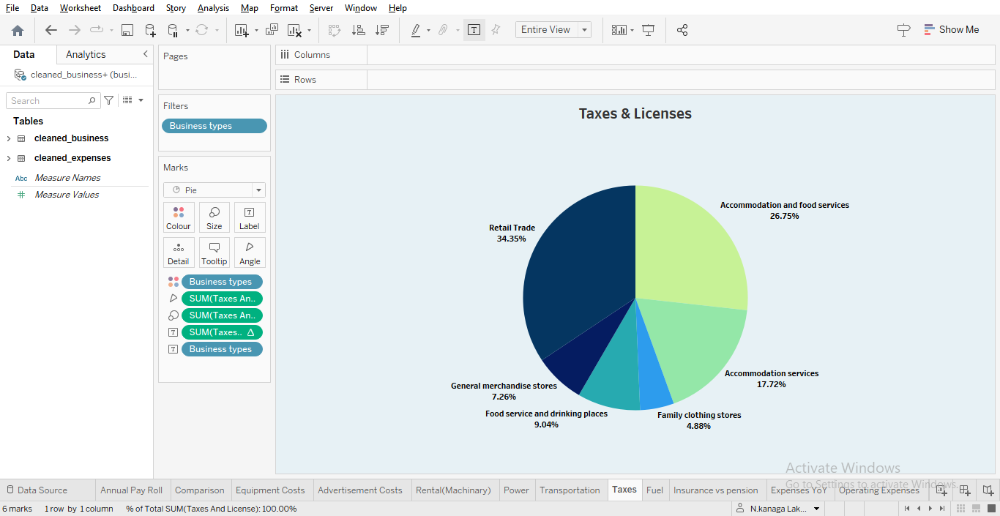 File Data Worksheet Dashboard Story Analysis Map Format Server Window Help
Entire View
Show Me
Data Analytics
cleaned_business+ (busi...
Search
Tables
cleaned_business
cleaned_expenses
Abc Measure Names
# Measure Values
Pages
Filters
Business types
Marks
Pie
Colour Size Label
Detail Tooltip Angle
Business types
SUM(Taxes An..
SUM(Taxes An..
SUM(Taxes..
Business types
Columns
Rows
Taxes & Licenses
Accommodation and food services
26.75%
Retail Trade
34.35%
Accommodation services
17.72%
General merchandise stores
7.26%
Food service and drinking places
9.04%
Family clothing stores
4.88%
Activate Windows
Go to Settings to activate Windows.
Data Source Annual Pay Roll Comparison Equipment Costs Advertisement Costs Rental(Machinary) Power Transportation Taxes Fuel Insurance vs pension Expenses YoY Operating Expenses
6 marks 1 row by 1 column % of Total SUM(Taxes And License): 100.00%
N.kanaga Lak...